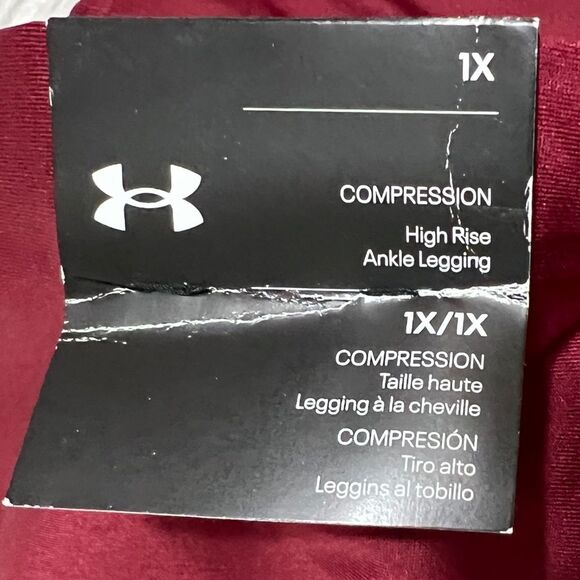 1X
COMPRESSION
High Rise
Ankle Legging
1X/1X
COMPRESSION
Taille haute
Legging à la cheville
COMPRESIÓN
Tiro alto
Leggins al tobillo